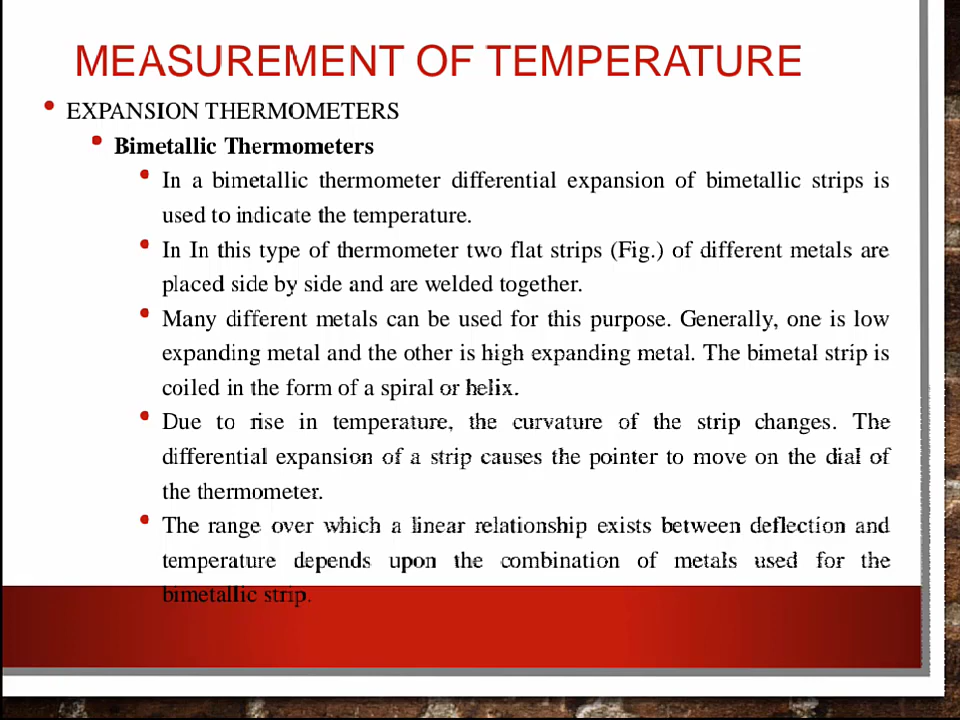 MEASUREMENT OF TEMPERATURE
• EXPANSION THERMOMETERS
• Bimetallic Thermometers
• In a bimetallic thermometer differential expansion of bimetallic strips is
used to indicate the temperature.
• In In this type of thermometer two flat strips (Fig.) of different metals are
placed side by side and are welded together.
• Many different metals can be used for this purpose. Generally, one is low
expanding metal and the other is high expanding metal. The bimetal strip is
coiled in the form of a spiral or helix.
• Due to rise in temperature, the curvature of the strip changes. The
differential expansion of a strip causes the pointer to move on the dial of
the thermometer.
• The range over which a linear relationship exists between deflection and
temperature depends upon the combination of metals used for the
bimetallic strip.